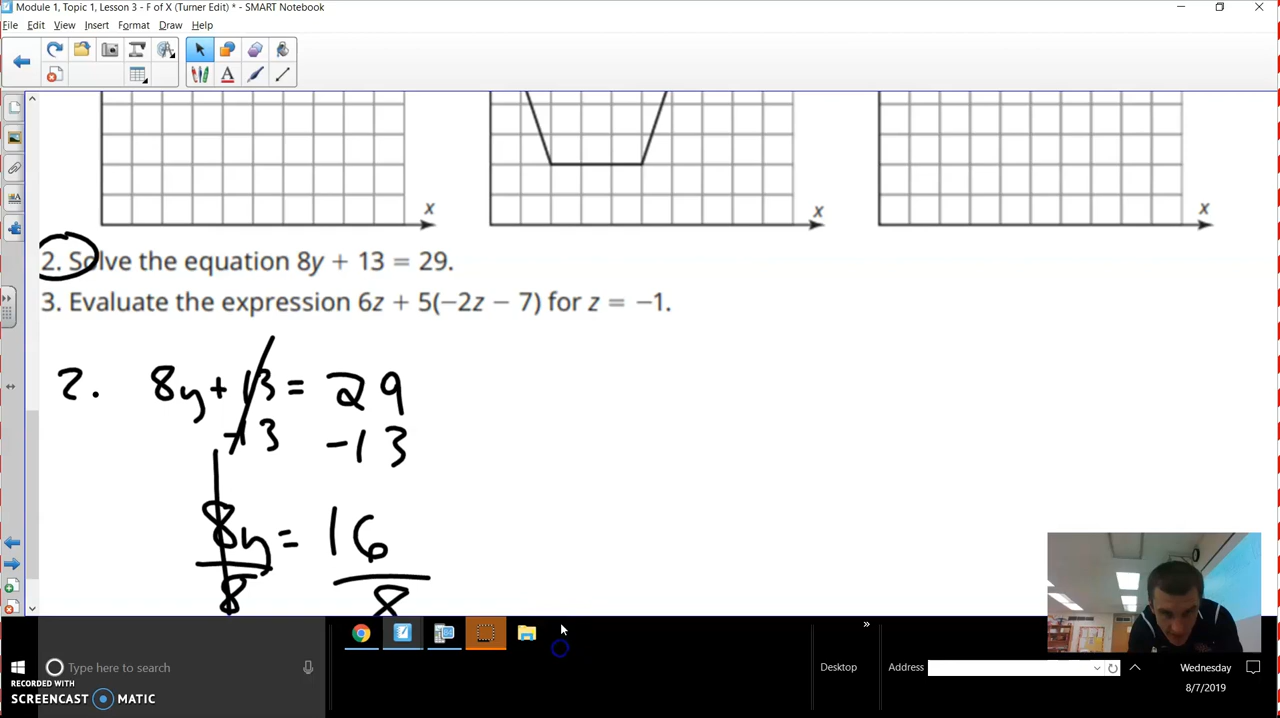 Module 1, Topic 1, Lesson 3 - F of X (Turner Edit) * - SMART Notebook
File Edit View Insert Format Draw Help
A
x x x
2. Solve the equation 8y + 13 = 29.
3. Evaluate the expression 6z + 5(−2z − 7) for z = −1.
2. 8y + 13 = 29
-13 -13
8y = 16
8 8
Type here to search
» Desktop Address
Wednesday
8/7/2019
RECORDED WITH
SCREENCAST MATIC